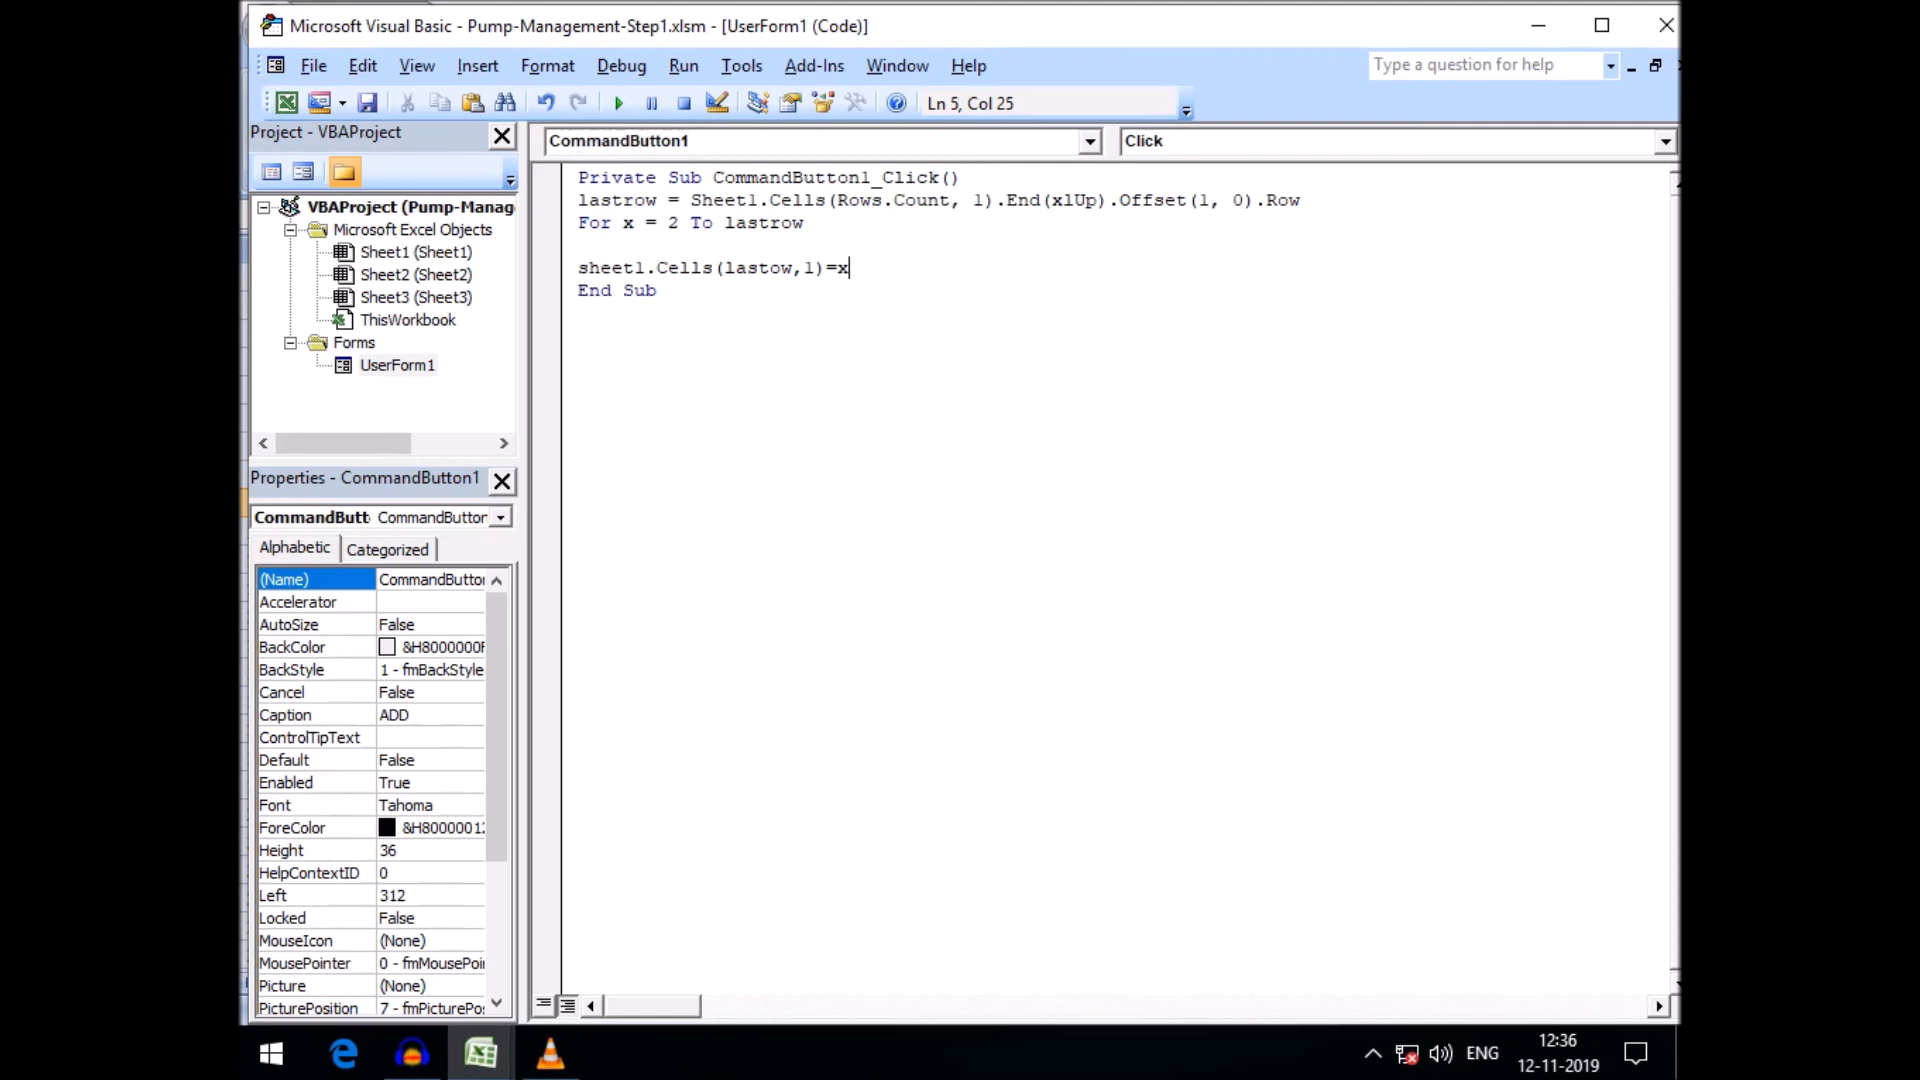 Microsoft Visual Basic - Pump-Management-Step1.xlsm - [UserForm1 (Code)]
File Edit View Insert Format Debug Run Tools Add-Ins Window Help
Type a question for help
Ln 5, Col 25
Project - VBAProject
CommandButton1
Click
VBAProject (Pump-Manag
Microsoft Excel Objects
Sheet1 (Sheet1)
Sheet2 (Sheet2)
Sheet3 (Sheet3)
ThisWorkbook
Forms
UserForm1
Private Sub CommandButton1_Click()
lastrow = Sheet1.Cells(Rows.Count, 1).End(xlUp).Offset(1, 0).Row
For x = 2 To lastrow
sheet1.Cells(lastow,1)=x
End Sub
Properties - CommandButton1
CommandButt CommandButton
Alphabetic Categorized
(Name) CommandButto
Accelerator
AutoSize False
BackColor &H8000000F
BackStyle 1 - fmBackStyle
Cancel False
Caption ADD
ControlTipText
Default False
Enabled True
Font Tahoma
ForeColor &H80000012
Height 36
HelpContextID 0
Left 312
Locked False
MouseIcon (None)
MousePointer 0 - fmMousePoi
Picture (None)
PicturePosition 7 - fmPicturePos
ENG
12:36
12-11-2019